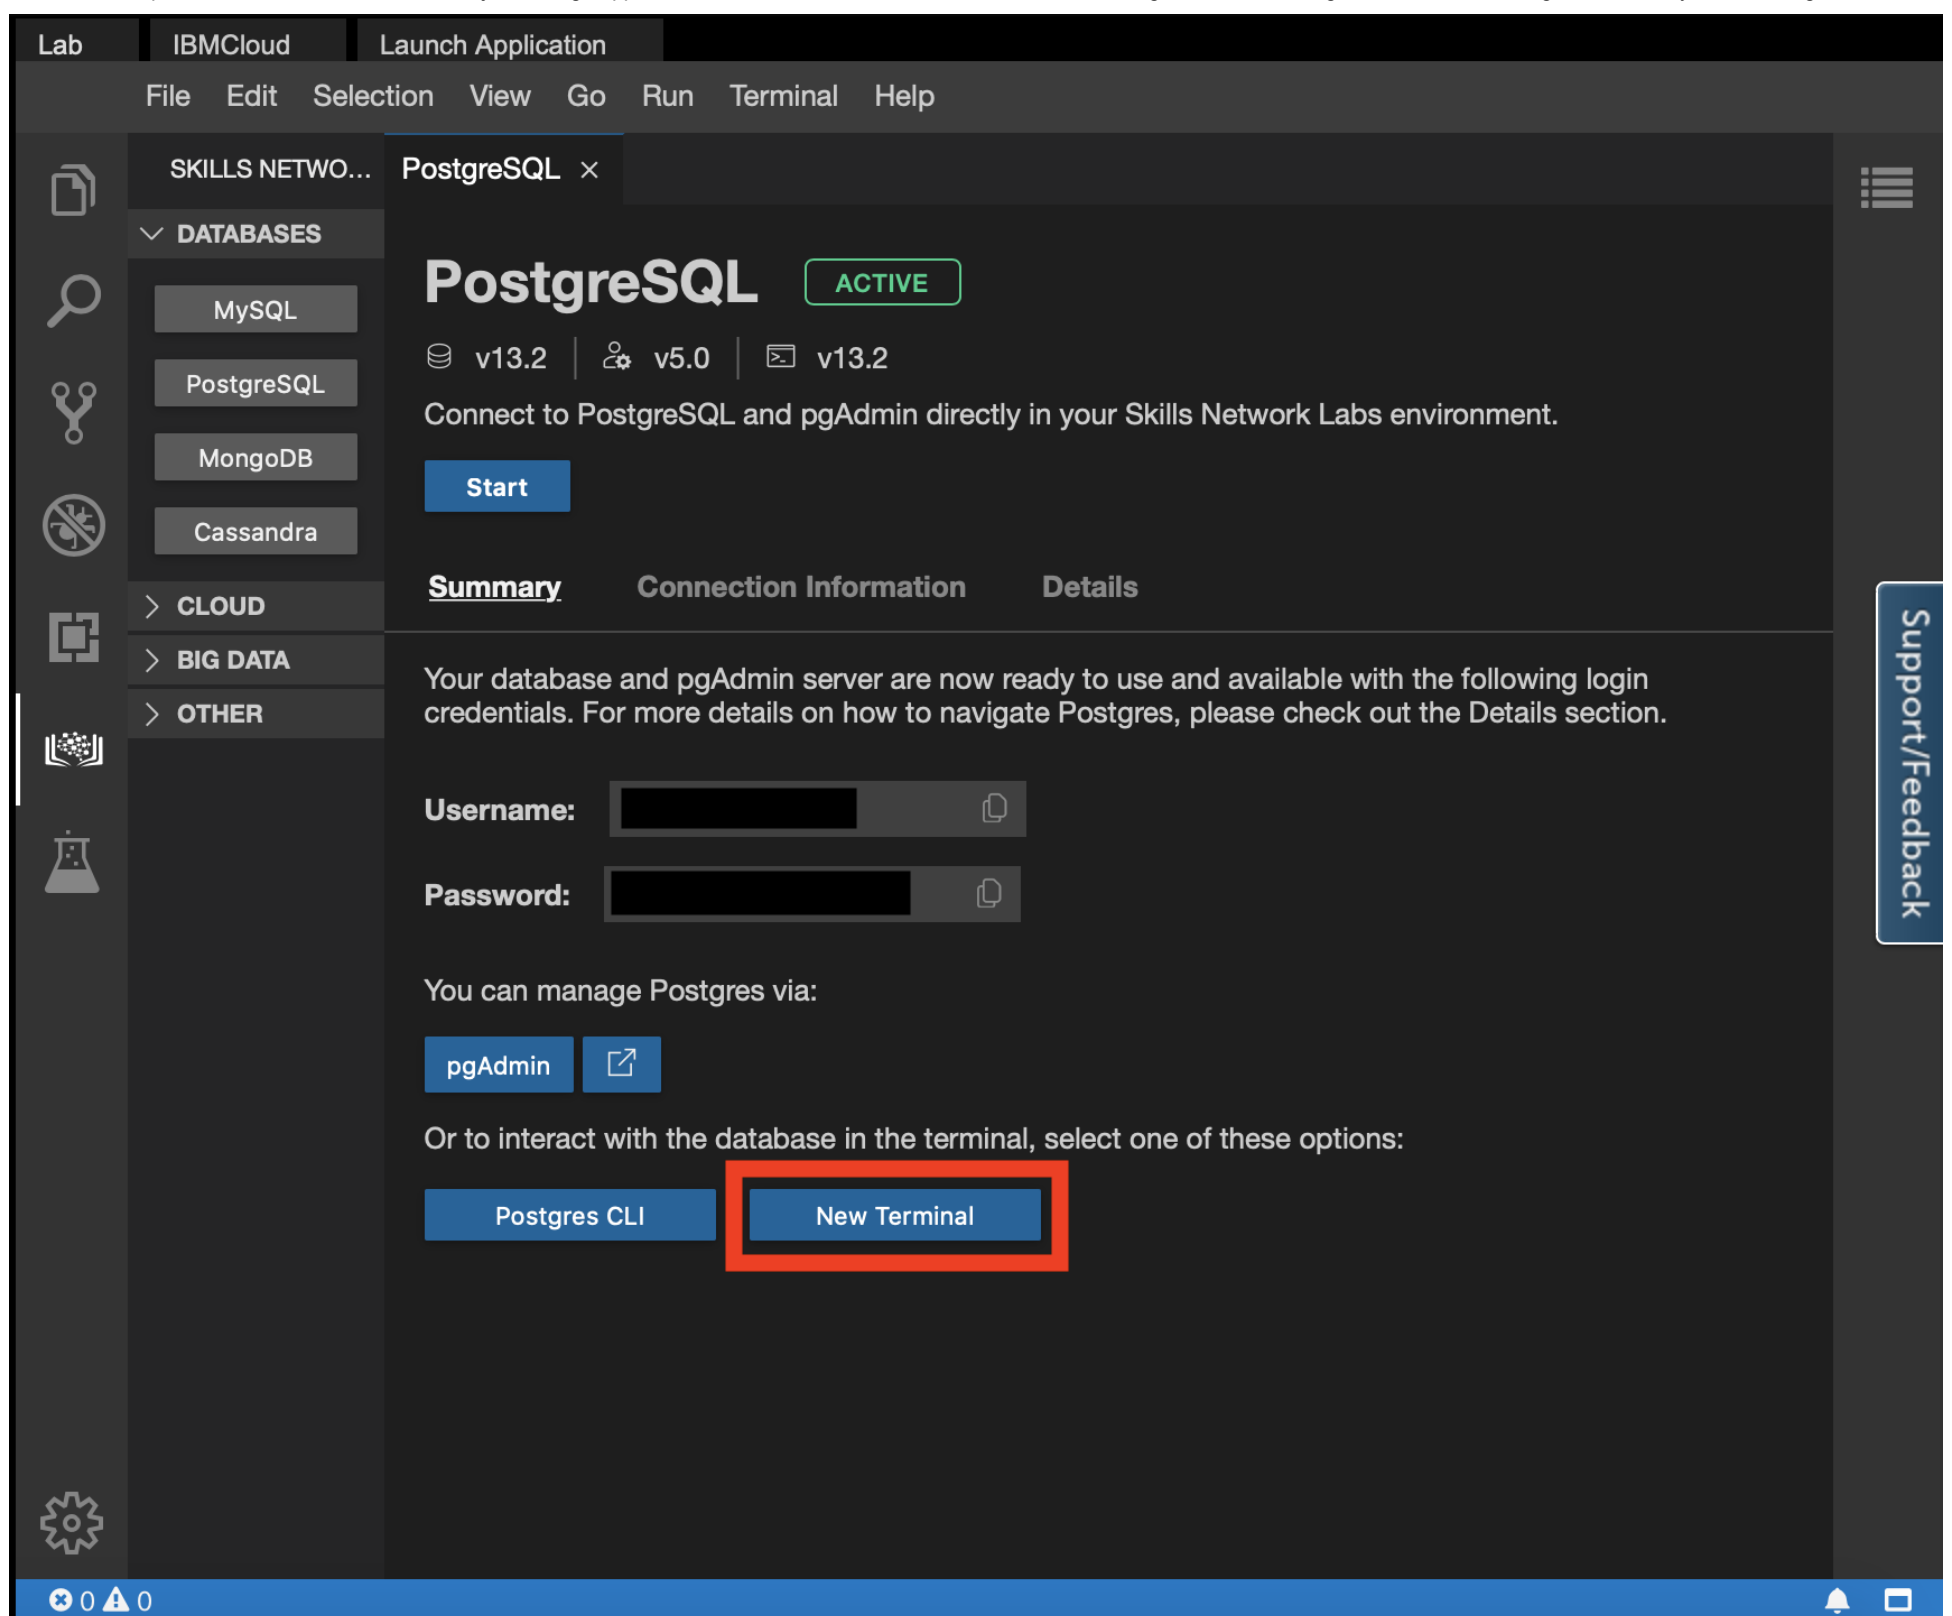 Lab IBMCloud Launch Application
File Edit Selection View Go Run Terminal Help
SKILLS NETWO... PostgreSQL ×
DATABASES
MySQL
PostgreSQL
MongoDB
Cassandra
CLOUD
BIG DATA
OTHER
PostgreSQL ACTIVE
v13.2 v5.0 v13.2
Connect to PostgreSQL and pgAdmin directly in your Skills Network Labs environment.
Start
Summary Connection Information Details
Your database and pgAdmin server are now ready to use and available with the following login
credentials. For more details on how to navigate Postgres, please check out the Details section.
Username:
Password:
You can manage Postgres via:
pgAdmin
Or to interact with the database in the terminal, select one of these options:
Postgres CLI New Terminal
Support/Feedback
0 0